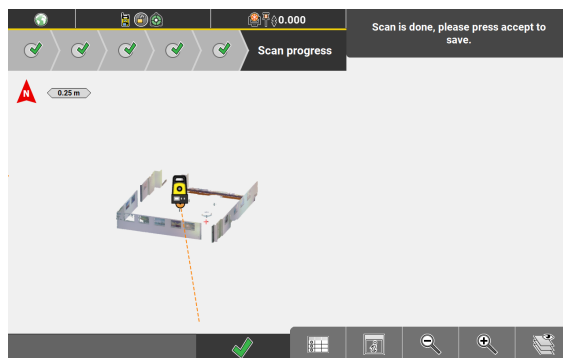 0.000
Scan is done, please press accept to
save.
Scan progress
N
0.25 m